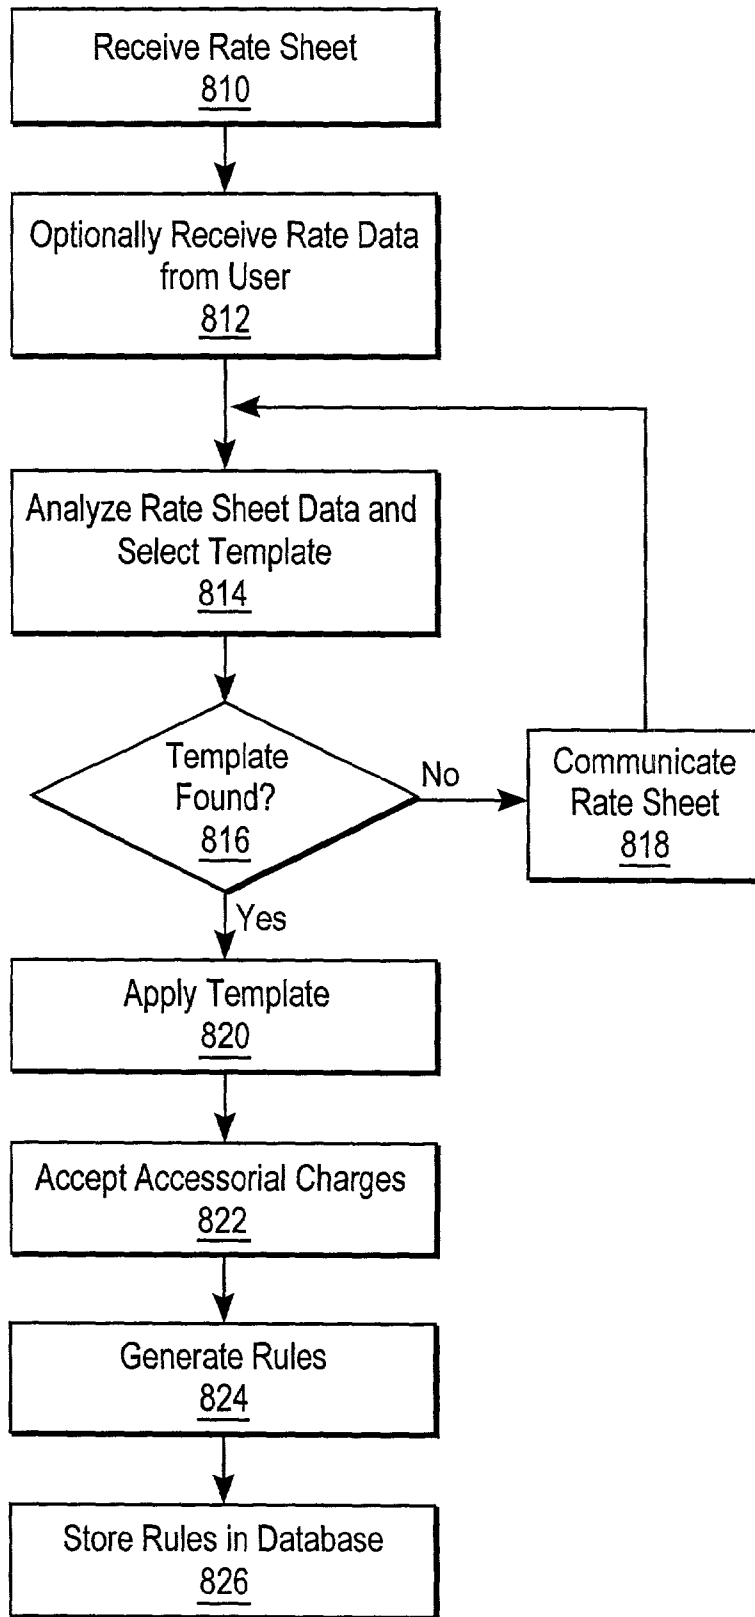 Receive Rate Sheet
810
Optionally Receive Rate Data
from User
812
Analyze Rate Sheet Data and
Select Template
814
Template
Found?
816
No
Communicate
Rate Sheet
818
Yes
Apply Template
820
Accept Accessorial Charges
822
Generate Rules
824
Store Rules in Database
826